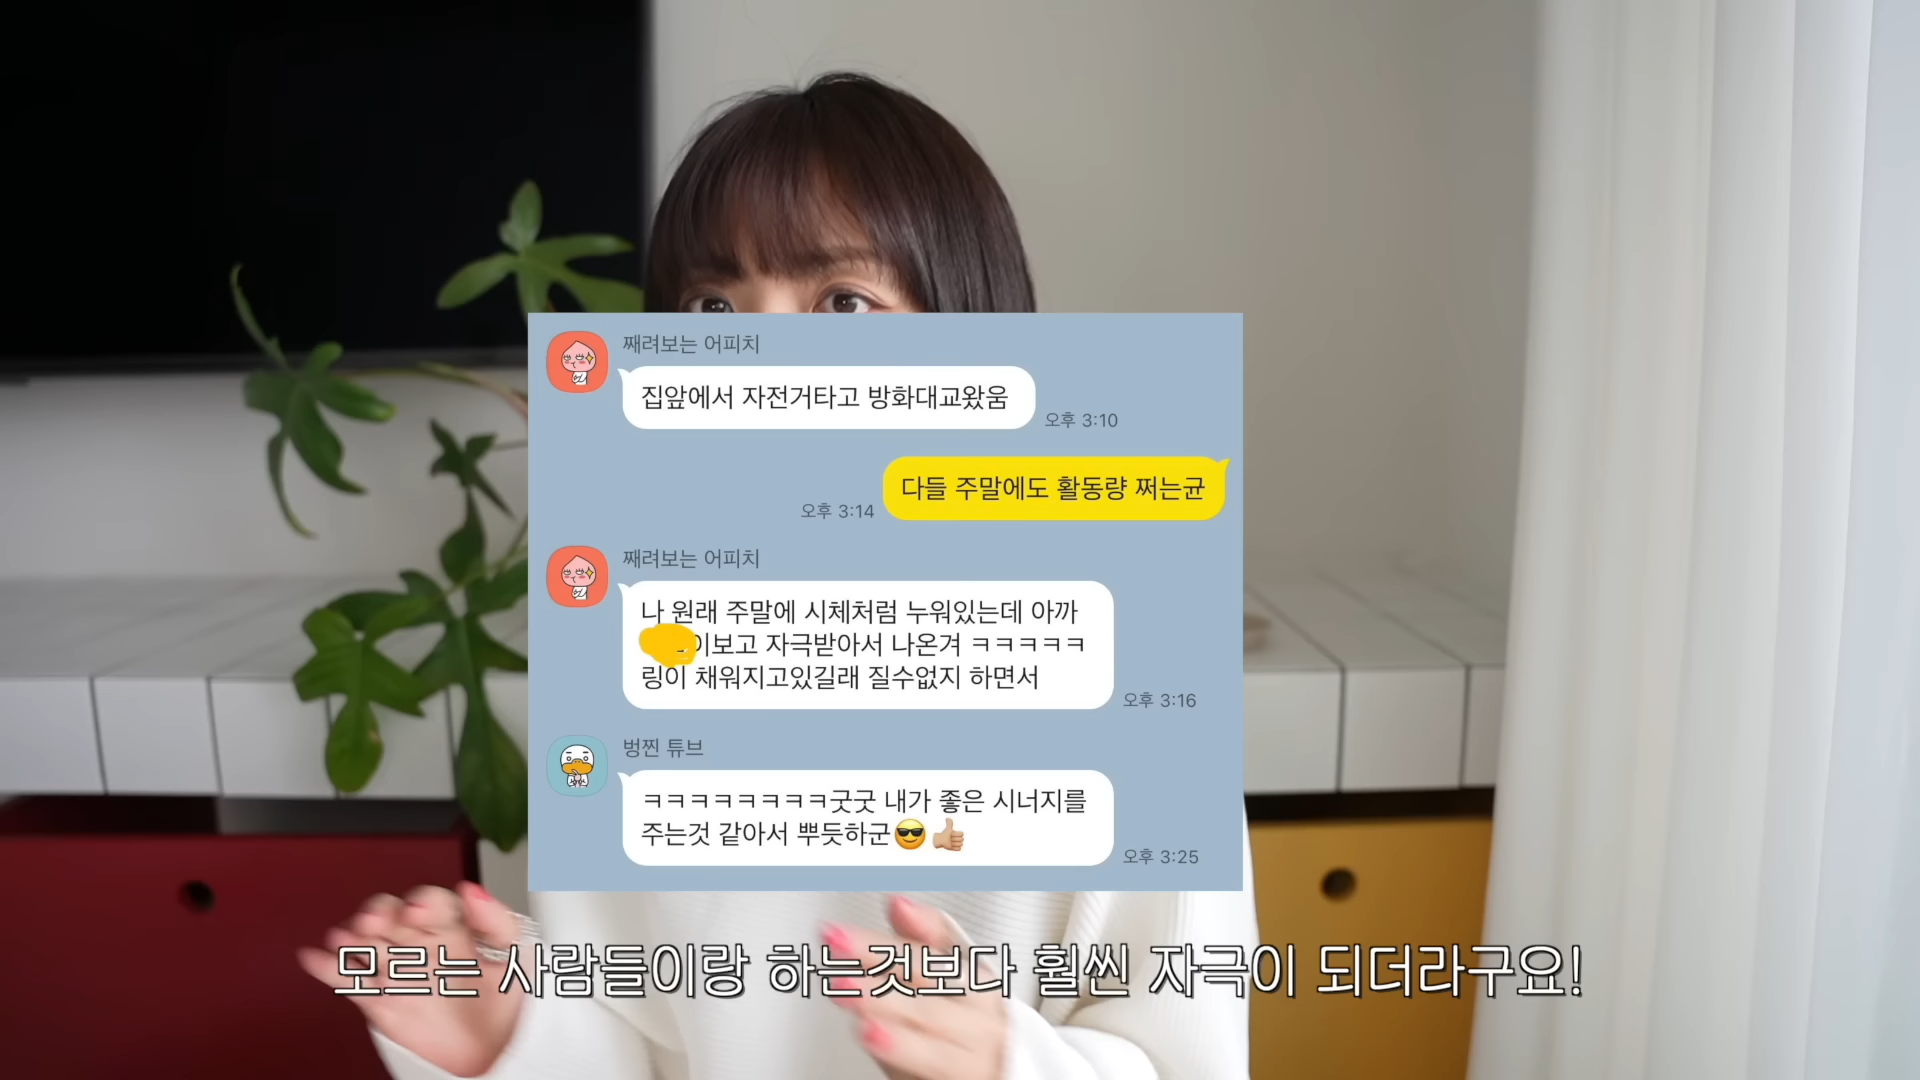 째려보는 어피치
집앞에서 자전거타고 방화대교왔움
오후 3:10
다들 주말에도 활동량 쩌는균
오후 3:14
째려보는 어피치
나 원래 주말에 시체처럼 누워있는데 아까
이보고 자극받아서 나온겨 ㅋㅋㅋㅋㅋ
링이 채워지고있길래 질수없지 하면서
오후 3:16
벙찐 튜브
ㅋㅋㅋㅋㅋㅋㅋㅋ굿굿 내가 좋은 시너지를
주는것 같아서 뿌듯하군😎👍🏼
오후 3:25
모르는 사람들이랑 하는것보다 훨씬 자극이 되더라구요!